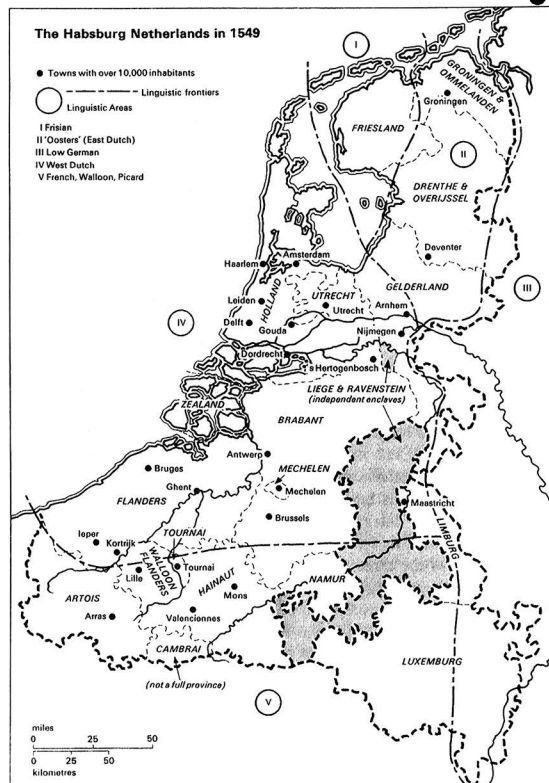 The Habsburg Netherlands in 1549
Towns with over 10,000 inhabitants
Linguistic frontiers
Linguistic Areas
I Frisian
II 'Oosters' (East Dutch)
III Low German
IV West Dutch
V French, Walloon, Picard
I
GRONINGEN &
OMMELANDEN
Groningen
FRIESLAND
II
DRENTHE &
OVERIJSSEL
Deventer
Haarlem
Amsterdam
GELDERLAND
III
HOLLAND
UTRECHT
Leiden
Utrecht
Arnhem
IV
Delft
Gouda
Nijmegen
Dordrecht
's Hertogenbosch
ZEALAND
LIEGE & RAVENSTEIN
(independent enclaves)
BRABANT
Antwerp
MECHELEN
Bruges
Ghent
Mechelen
FLANDERS
Maastricht
Brussels
LIMBURG
Ieper
Kortrijk
TOURNAI
WALLOON
FLANDERS
Lille
Tournai
HAINAUT
NAMUR
ARTOIS
Mons
Arras
Valenciennes
CAMBRAI
LUXEMBURG
(not a full province)
V
miles
0 25 50
0 25 50
kilometres